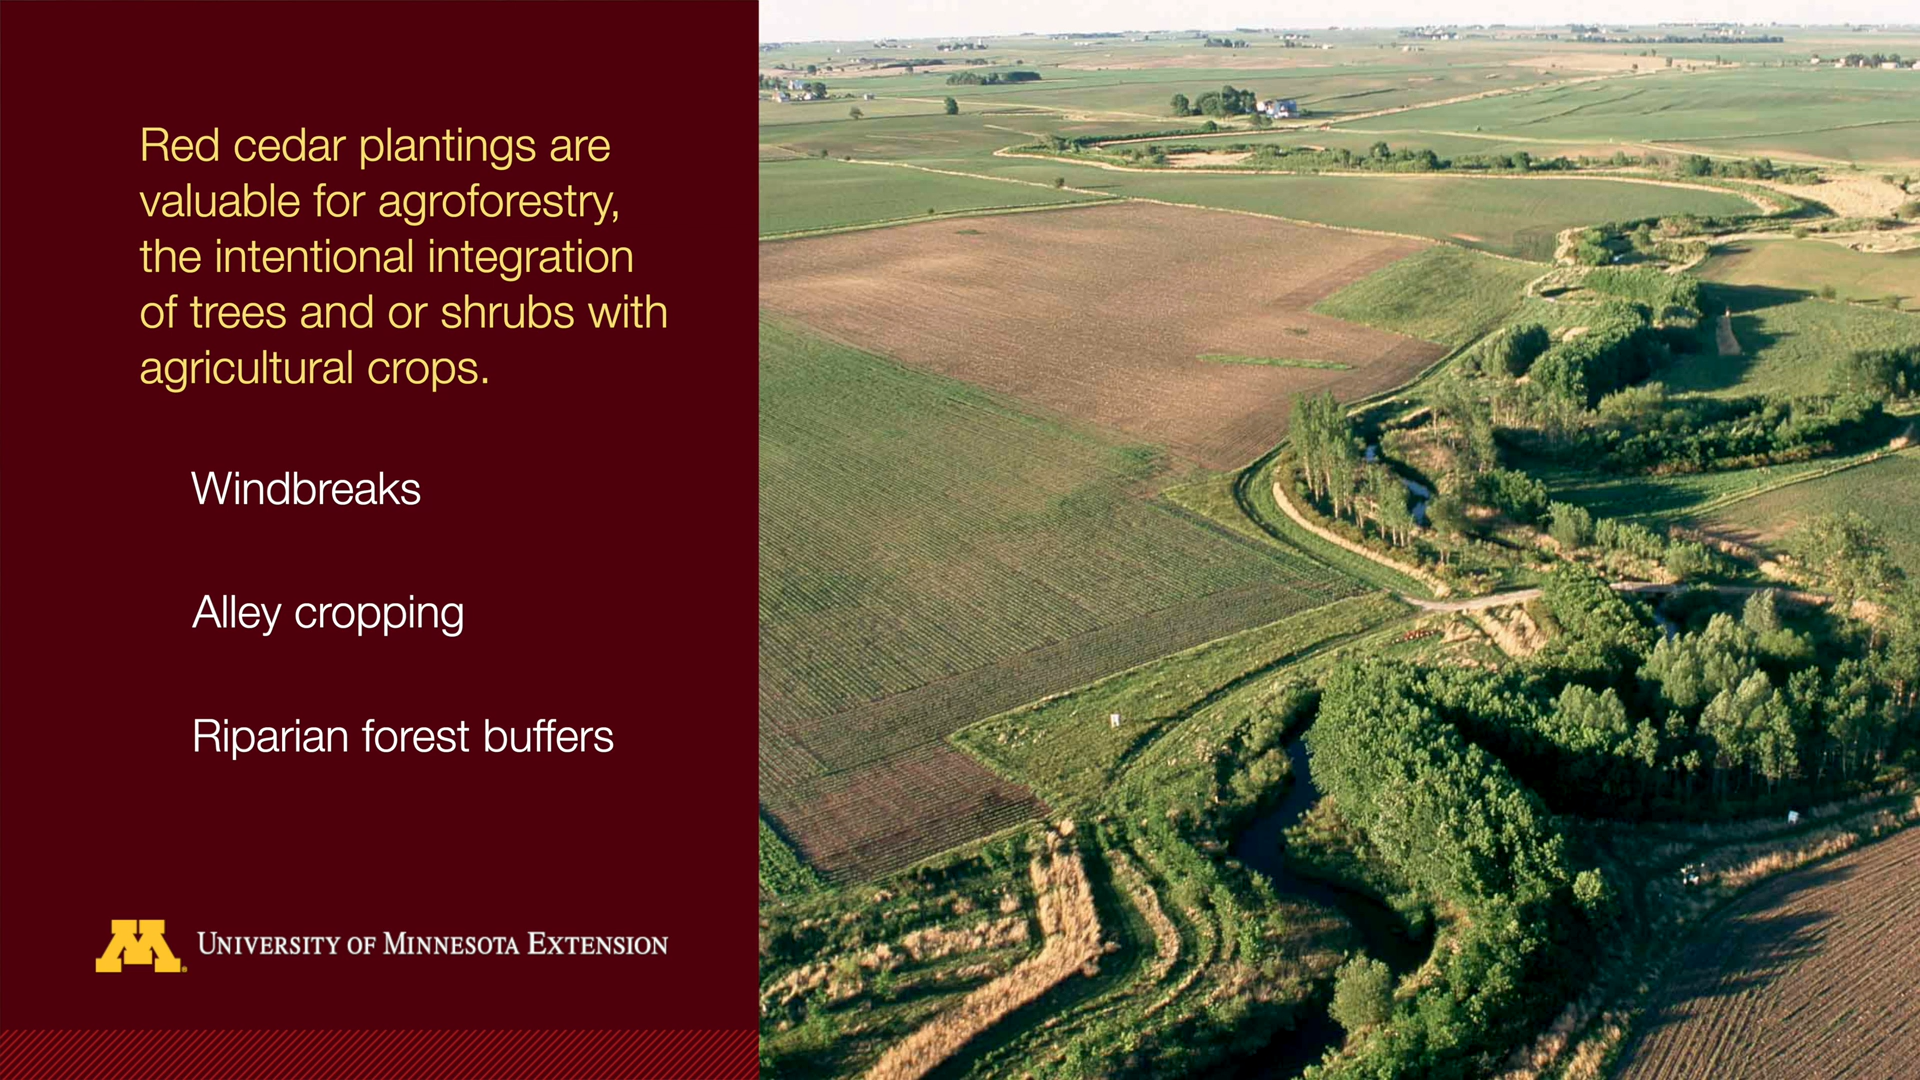 Red cedar plantings are
valuable for agroforestry,
the intentional integration
of trees and or shrubs with
agricultural crops.
Windbreaks
Alley cropping
Riparian forest buffers
M
UNIVERSITY OF MINNESOTA EXTENSION